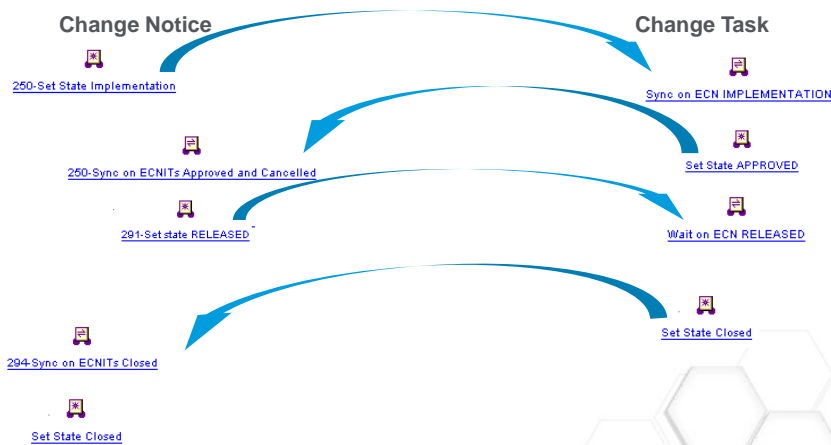 Change Notice
Change Task
250-Set State Implementation
Sync on ECN IMPLEMENTATION
250-Sync on ECNITs Approved and Cancelled
Set State APPROVED
291-Set state RELEASED
Wait on ECN RELEASED
Set State Closed
294-Sync on ECNITs Closed
Set State Closed